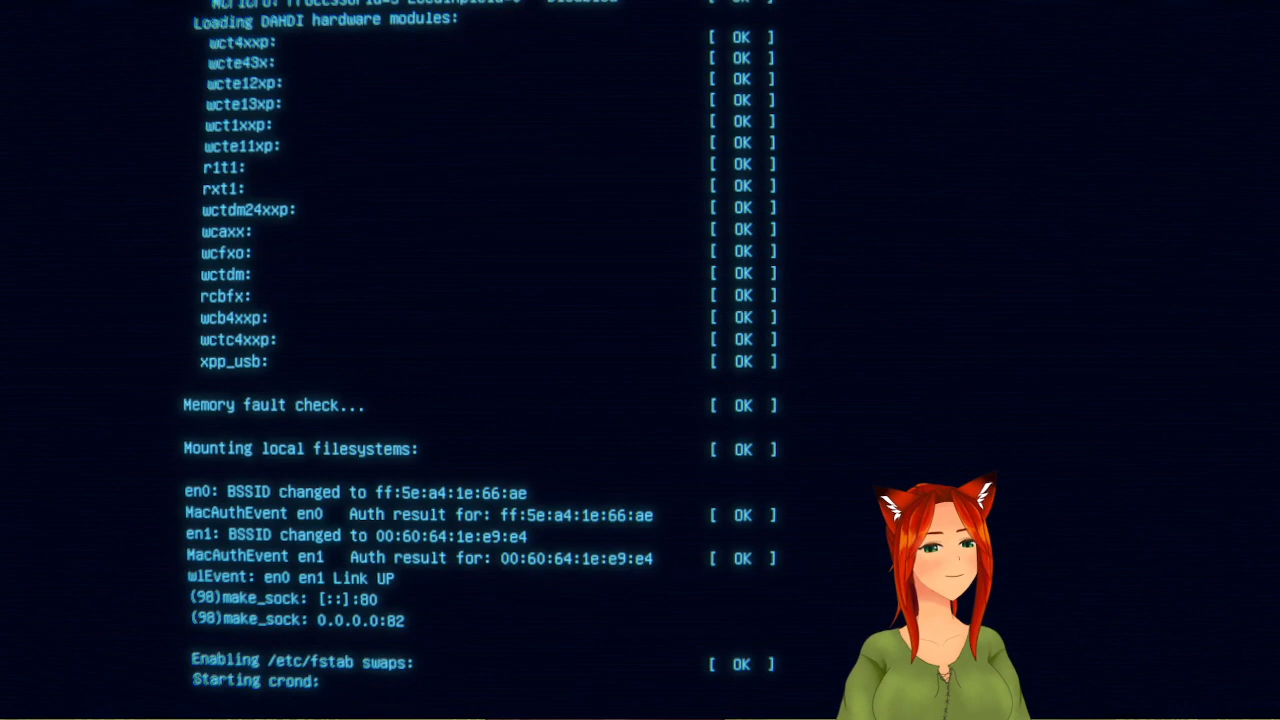 Loading DAHDI hardware modules:
wct4xxp: [ OK ]
wcte43x: [ OK ]
wcte12xp: [ OK ]
wcte13xp: [ OK ]
wct1xxp: [ OK ]
wcte11xp: [ OK ]
r1t1: [ OK ]
rxt1: [ OK ]
wctdm24xxp: [ OK ]
wcaxx: [ OK ]
wcfxo: [ OK ]
wctdm: [ OK ]
rcbfx: [ OK ]
wcb4xxp: [ OK ]
wctc4xxp: [ OK ]
xpp_usb: [ OK ]
Memory fault check... [ OK ]
Mounting local filesystems: [ OK ]
en0: BSSID changed to ff:5e:a4:1e:66:ae
MacAuthEvent en0 Auth result for: ff:5e:a4:1e:66:ae [ OK ]
en1: BSSID changed to 00:60:64:1e:e9:e4
MacAuthEvent en1 Auth result for: 00:60:64:1e:e9:e4 [ OK ]
wlEvent: en0 en1 Link UP
(98)make_sock: [::]:80
(98)make_sock: 0.0.0.0:82
Enabling /etc/fstab swaps: [ OK ]
Starting crond: